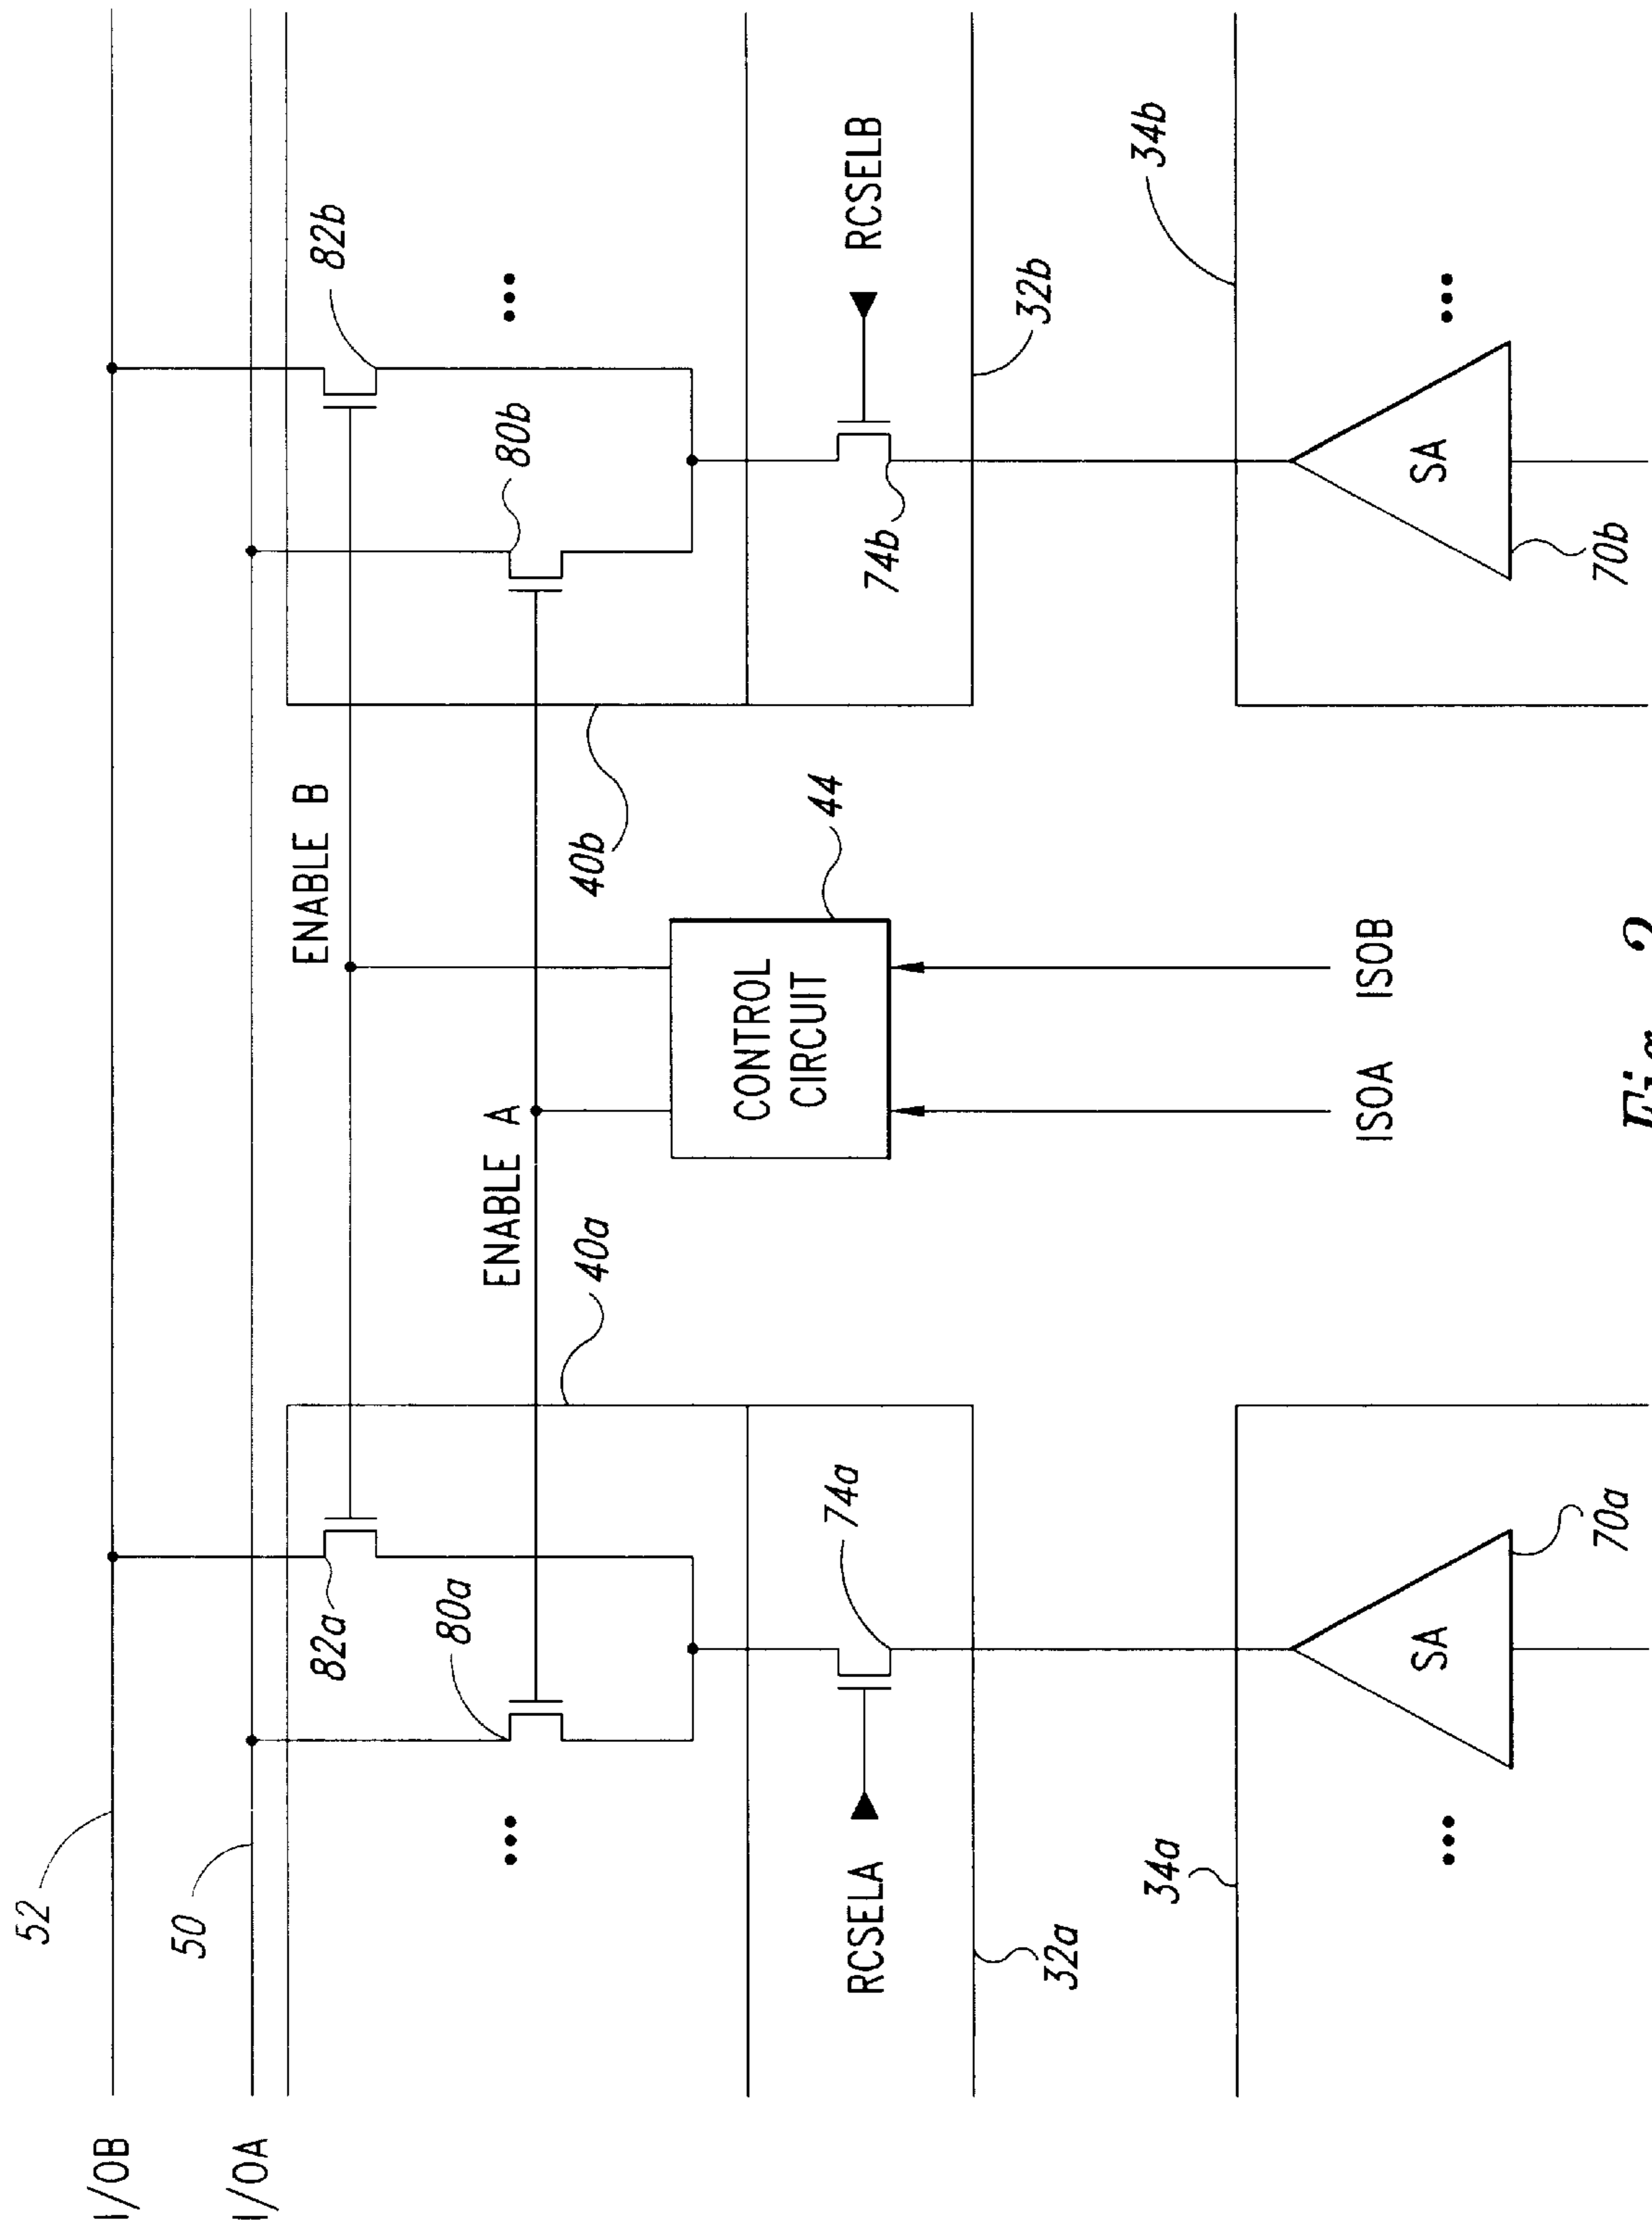 I/OB
52
I/OA
50
82a
ENABLE B
82b
80a
ENABLE A
80b
40a
40b
CONTROL
CIRCUIT
44
RCSELA
74a
74b
RCSELB
32a
32b
34a
ISOA
ISOB
34b
SA
SA
70a
70b
Fig.